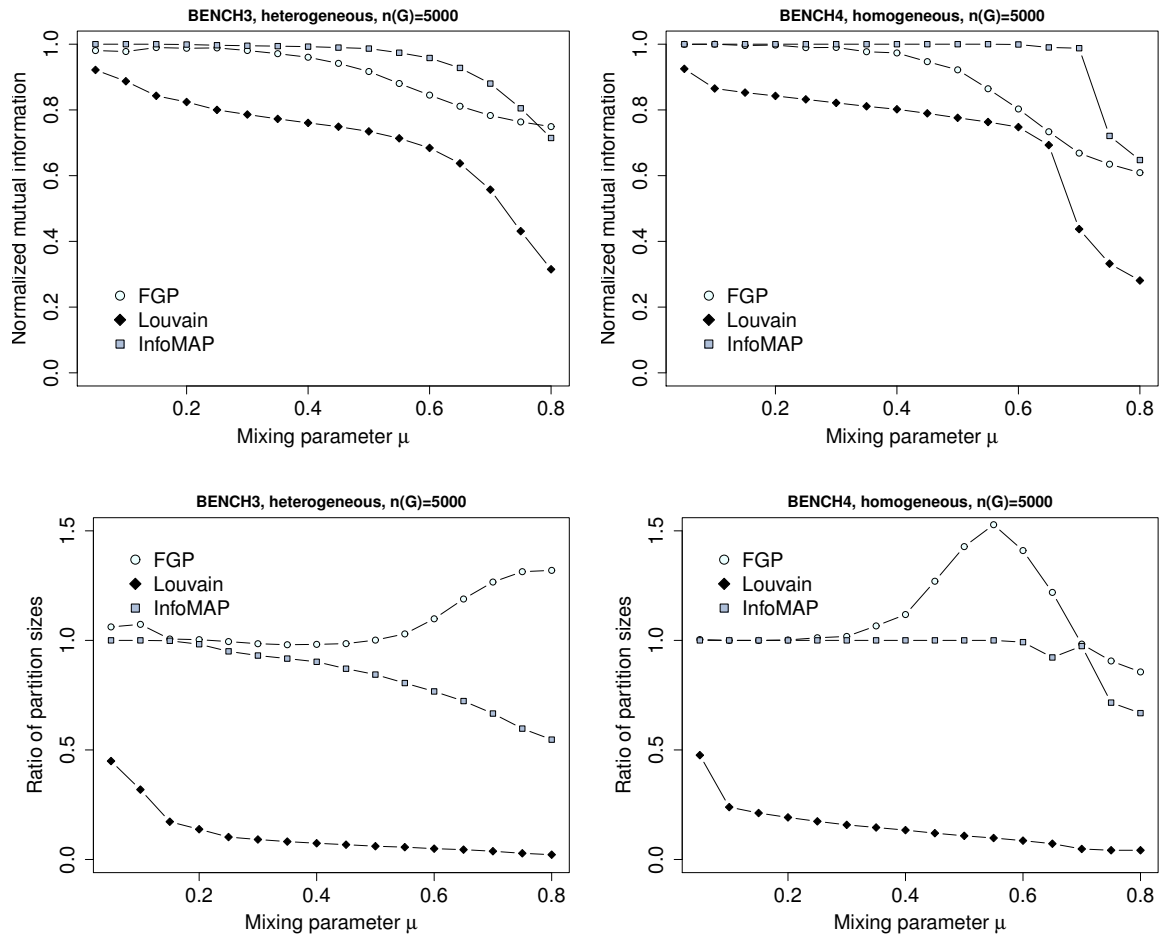 BENCH3, heterogeneous, n(G)=5000
Normalized mutual information
1.0
0.8
0.6
0.4
0.2
0.0
FGP
Louvain
InfoMAP
0.2
0.4
0.6
0.8
Mixing parameter μ
BENCH4, homogeneous, n(G)=5000
Normalized mutual information
1.0
0.8
0.6
0.4
0.2
0.0
FGP
Louvain
InfoMAP
0.2
0.4
0.6
0.8
Mixing parameter μ
BENCH3, heterogeneous, n(G)=5000
Ratio of partition sizes
1.5
1.0
0.5
0.0
FGP
Louvain
InfoMAP
0.2
0.4
0.6
0.8
Mixing parameter μ
BENCH4, homogeneous, n(G)=5000
Ratio of partition sizes
1.5
1.0
0.5
0.0
FGP
Louvain
InfoMAP
0.2
0.4
0.6
0.8
Mixing parameter μ